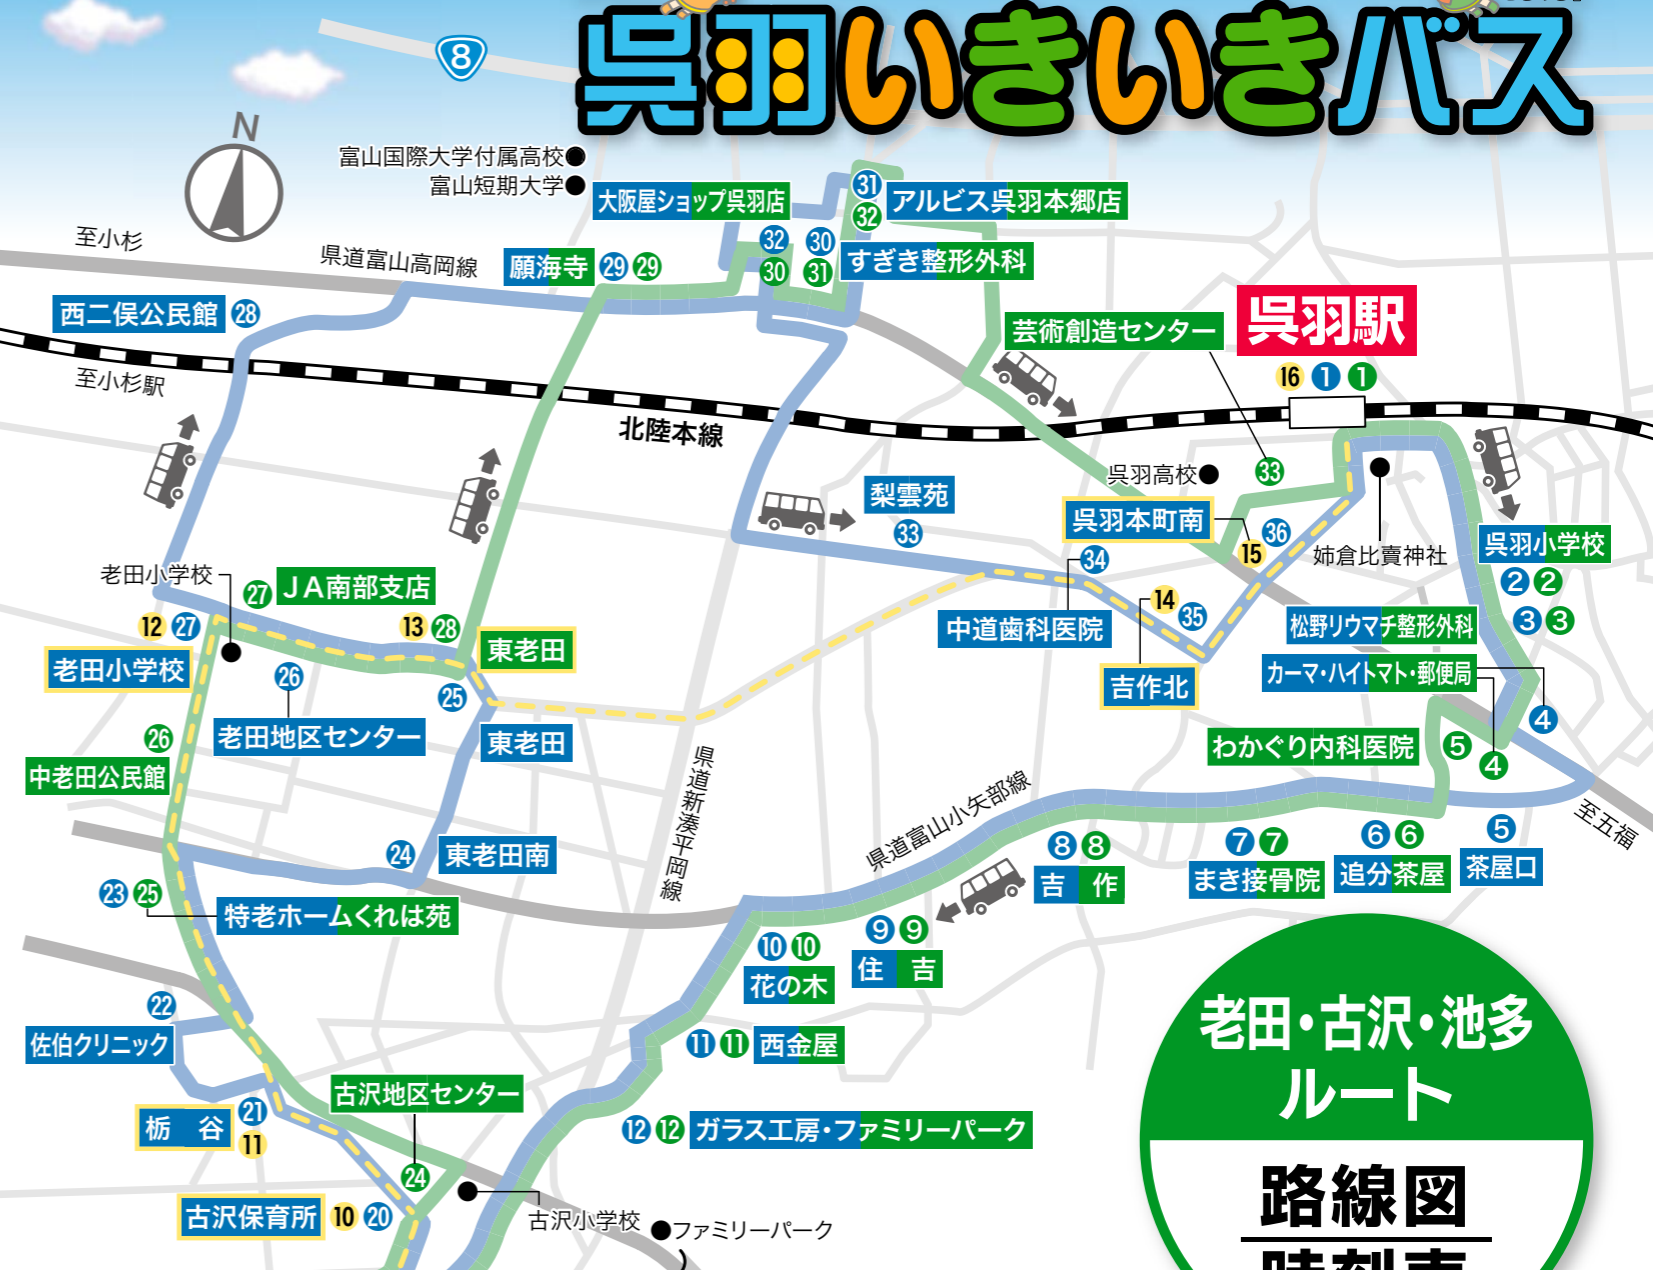 呉羽いきいきバス
8
N
富山国際大学付属高校
富山短期大学
大阪屋ショップ呉羽店
31
32
アルビス呉羽本郷店
至小杉
県道富山高岡線
願海寺 29 29
32 30
30 31
すぎき整形外科
西二俣公民館 28
芸術創造センター
呉羽駅
16 1 1
至小杉駅
北陸本線
呉羽高校
33
梨雲苑
33
呉羽本町南
15
36
姉倉比賣神社
呉羽小学校
2 2
老田小学校
27 JA南部支店
34
14
35
松野リウマチ整形外科
3 3
12 27
13 28
中道歯科医院
老田小学校
東老田
26
25
吉作北
カーマ・ハイトマト・郵便局
4
老田地区センター
東老田
26
中老田公民館
わかぐり内科医院 5
4
県道新湊平岡線
県道富山小矢部線
至五福
24 東老田南
8 8
吉 作
7 7
まき接骨院
6 6
追分茶屋
5
茶屋口
23 25
特老ホームくれは苑
10 10
花の木
9 9
住 吉
22
佐伯クリニック
11 11 西金屋
老田・古沢・池多
ルート
古沢地区センター
栃 谷
21
11
12 12 ガラス工房・ファミリーパーク
24
古沢保育所 10 20
古沢小学校
ファミリーパーク
路線図